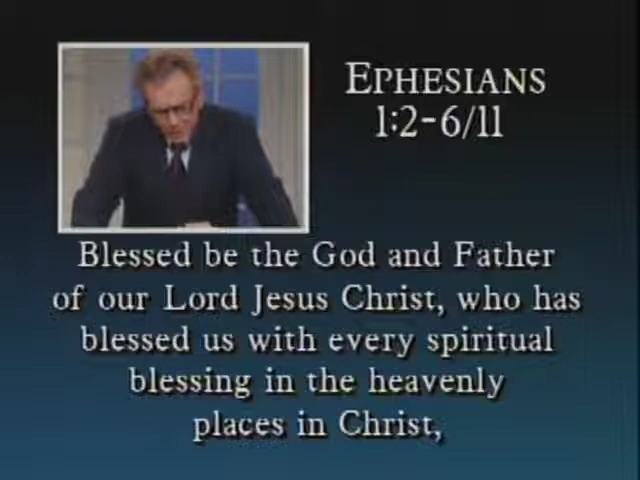 EPHESIANS
1:2-6/11
Blessed be the God and Father
of our Lord Jesus Christ, who has
blessed us with every spiritual
blessing in the heavenly
places in Christ,